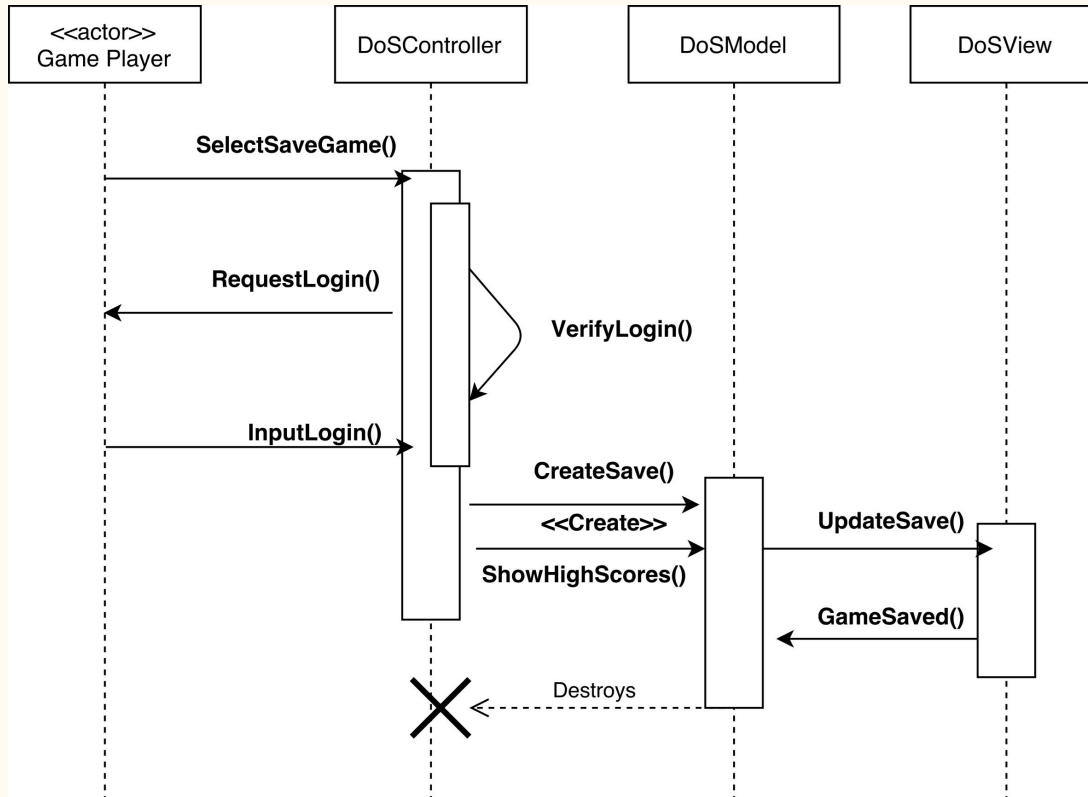 <<actor>>
Game Player
DoSController
DoSModel
DoSView
SelectSaveGame()
RequestLogin()
VerifyLogin()
InputLogin()
CreateSave()
<<Create>>
UpdateSave()
ShowHighScores()
GameSaved()
Destroys